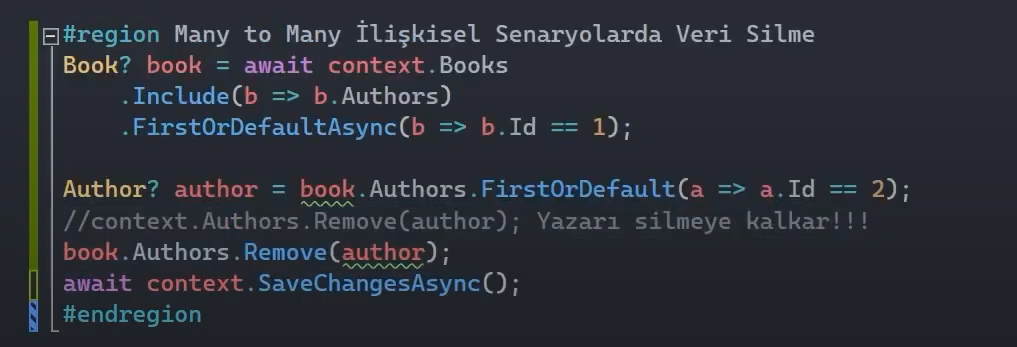 #region Many to Many İlişkisel Senaryolarda Veri Silme
Book? book = await context.Books
.Include(b => b.Authors)
.FirstOrDefaultAsync(b => b.Id == 1);
Author? author = book.Authors.FirstOrDefault(a => a.Id == 2);
//context.Authors.Remove(author); Yazarı silmeye kalkar!!!
book.Authors.Remove(author);
await context.SaveChangesAsync();
#endregion